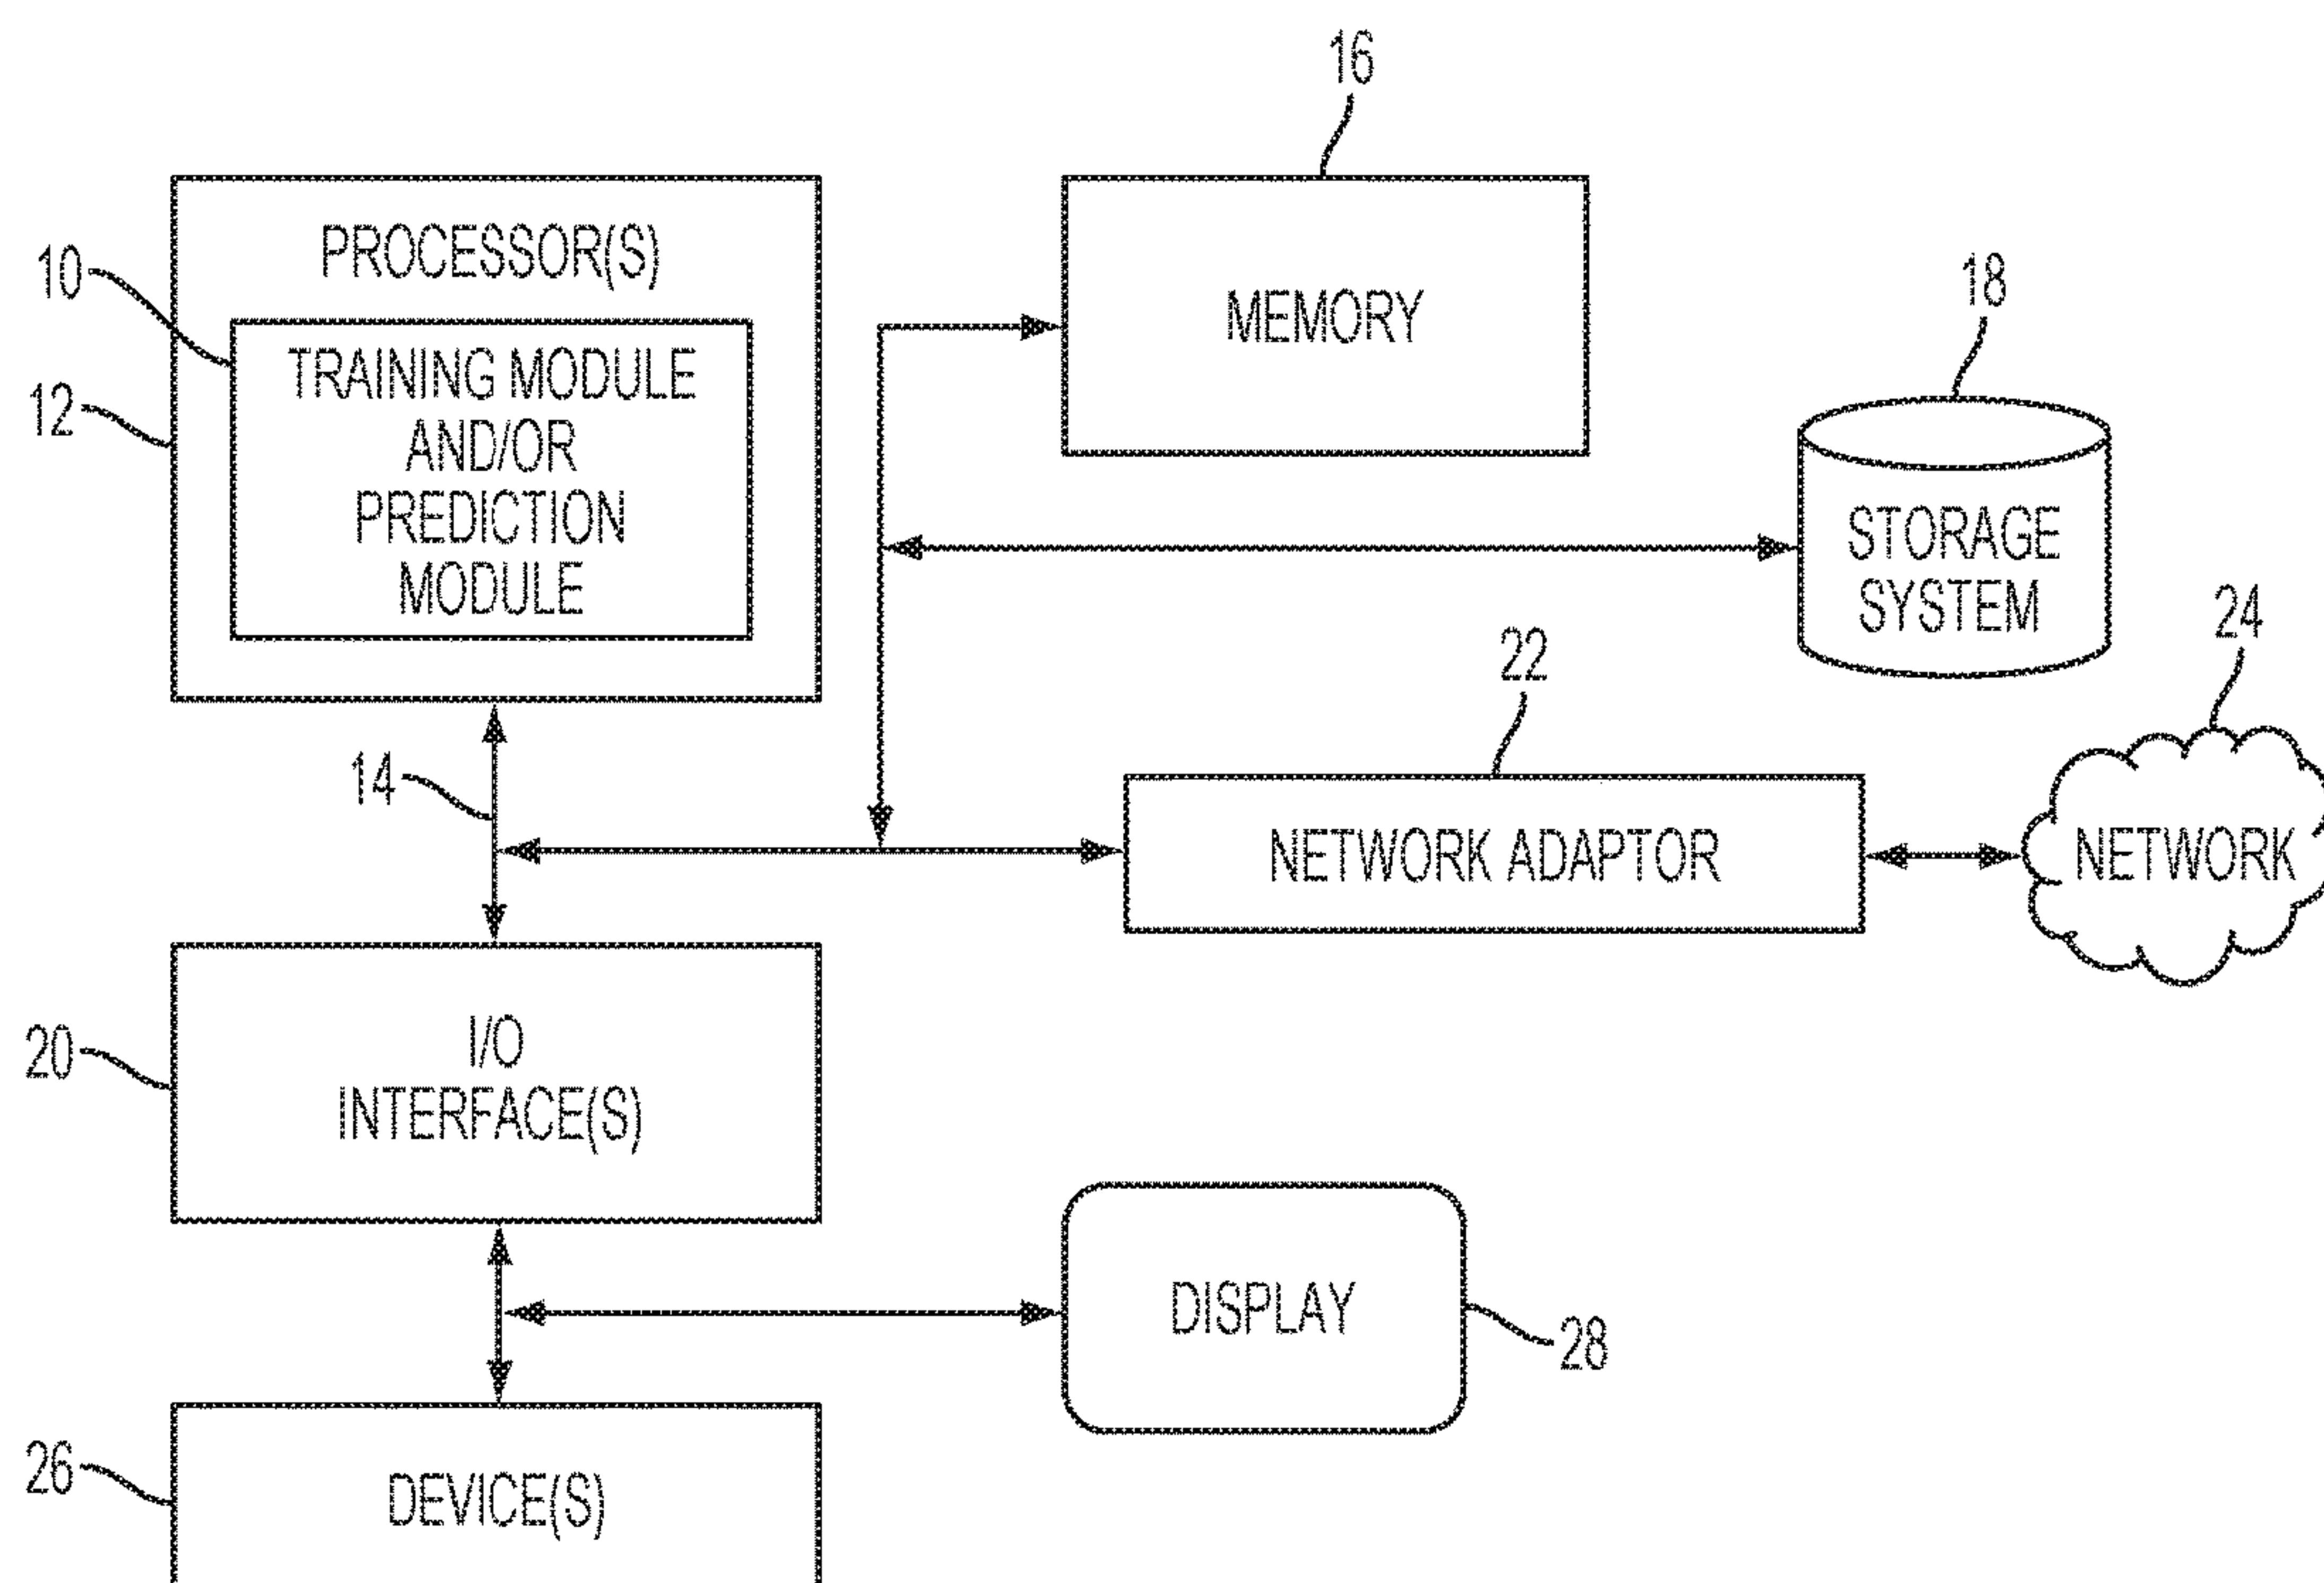 16
PROCESSOR(S)
10
TRAINING MODULE
AND/OR
PREDICTION
MODULE
12
MEMORY
18
STORAGE
SYSTEM
24
22
14
NETWORK ADAPTOR
NETWORK
20
I/O
INTERFACE(S)
DISPLAY
28
26
DEVICE(S)